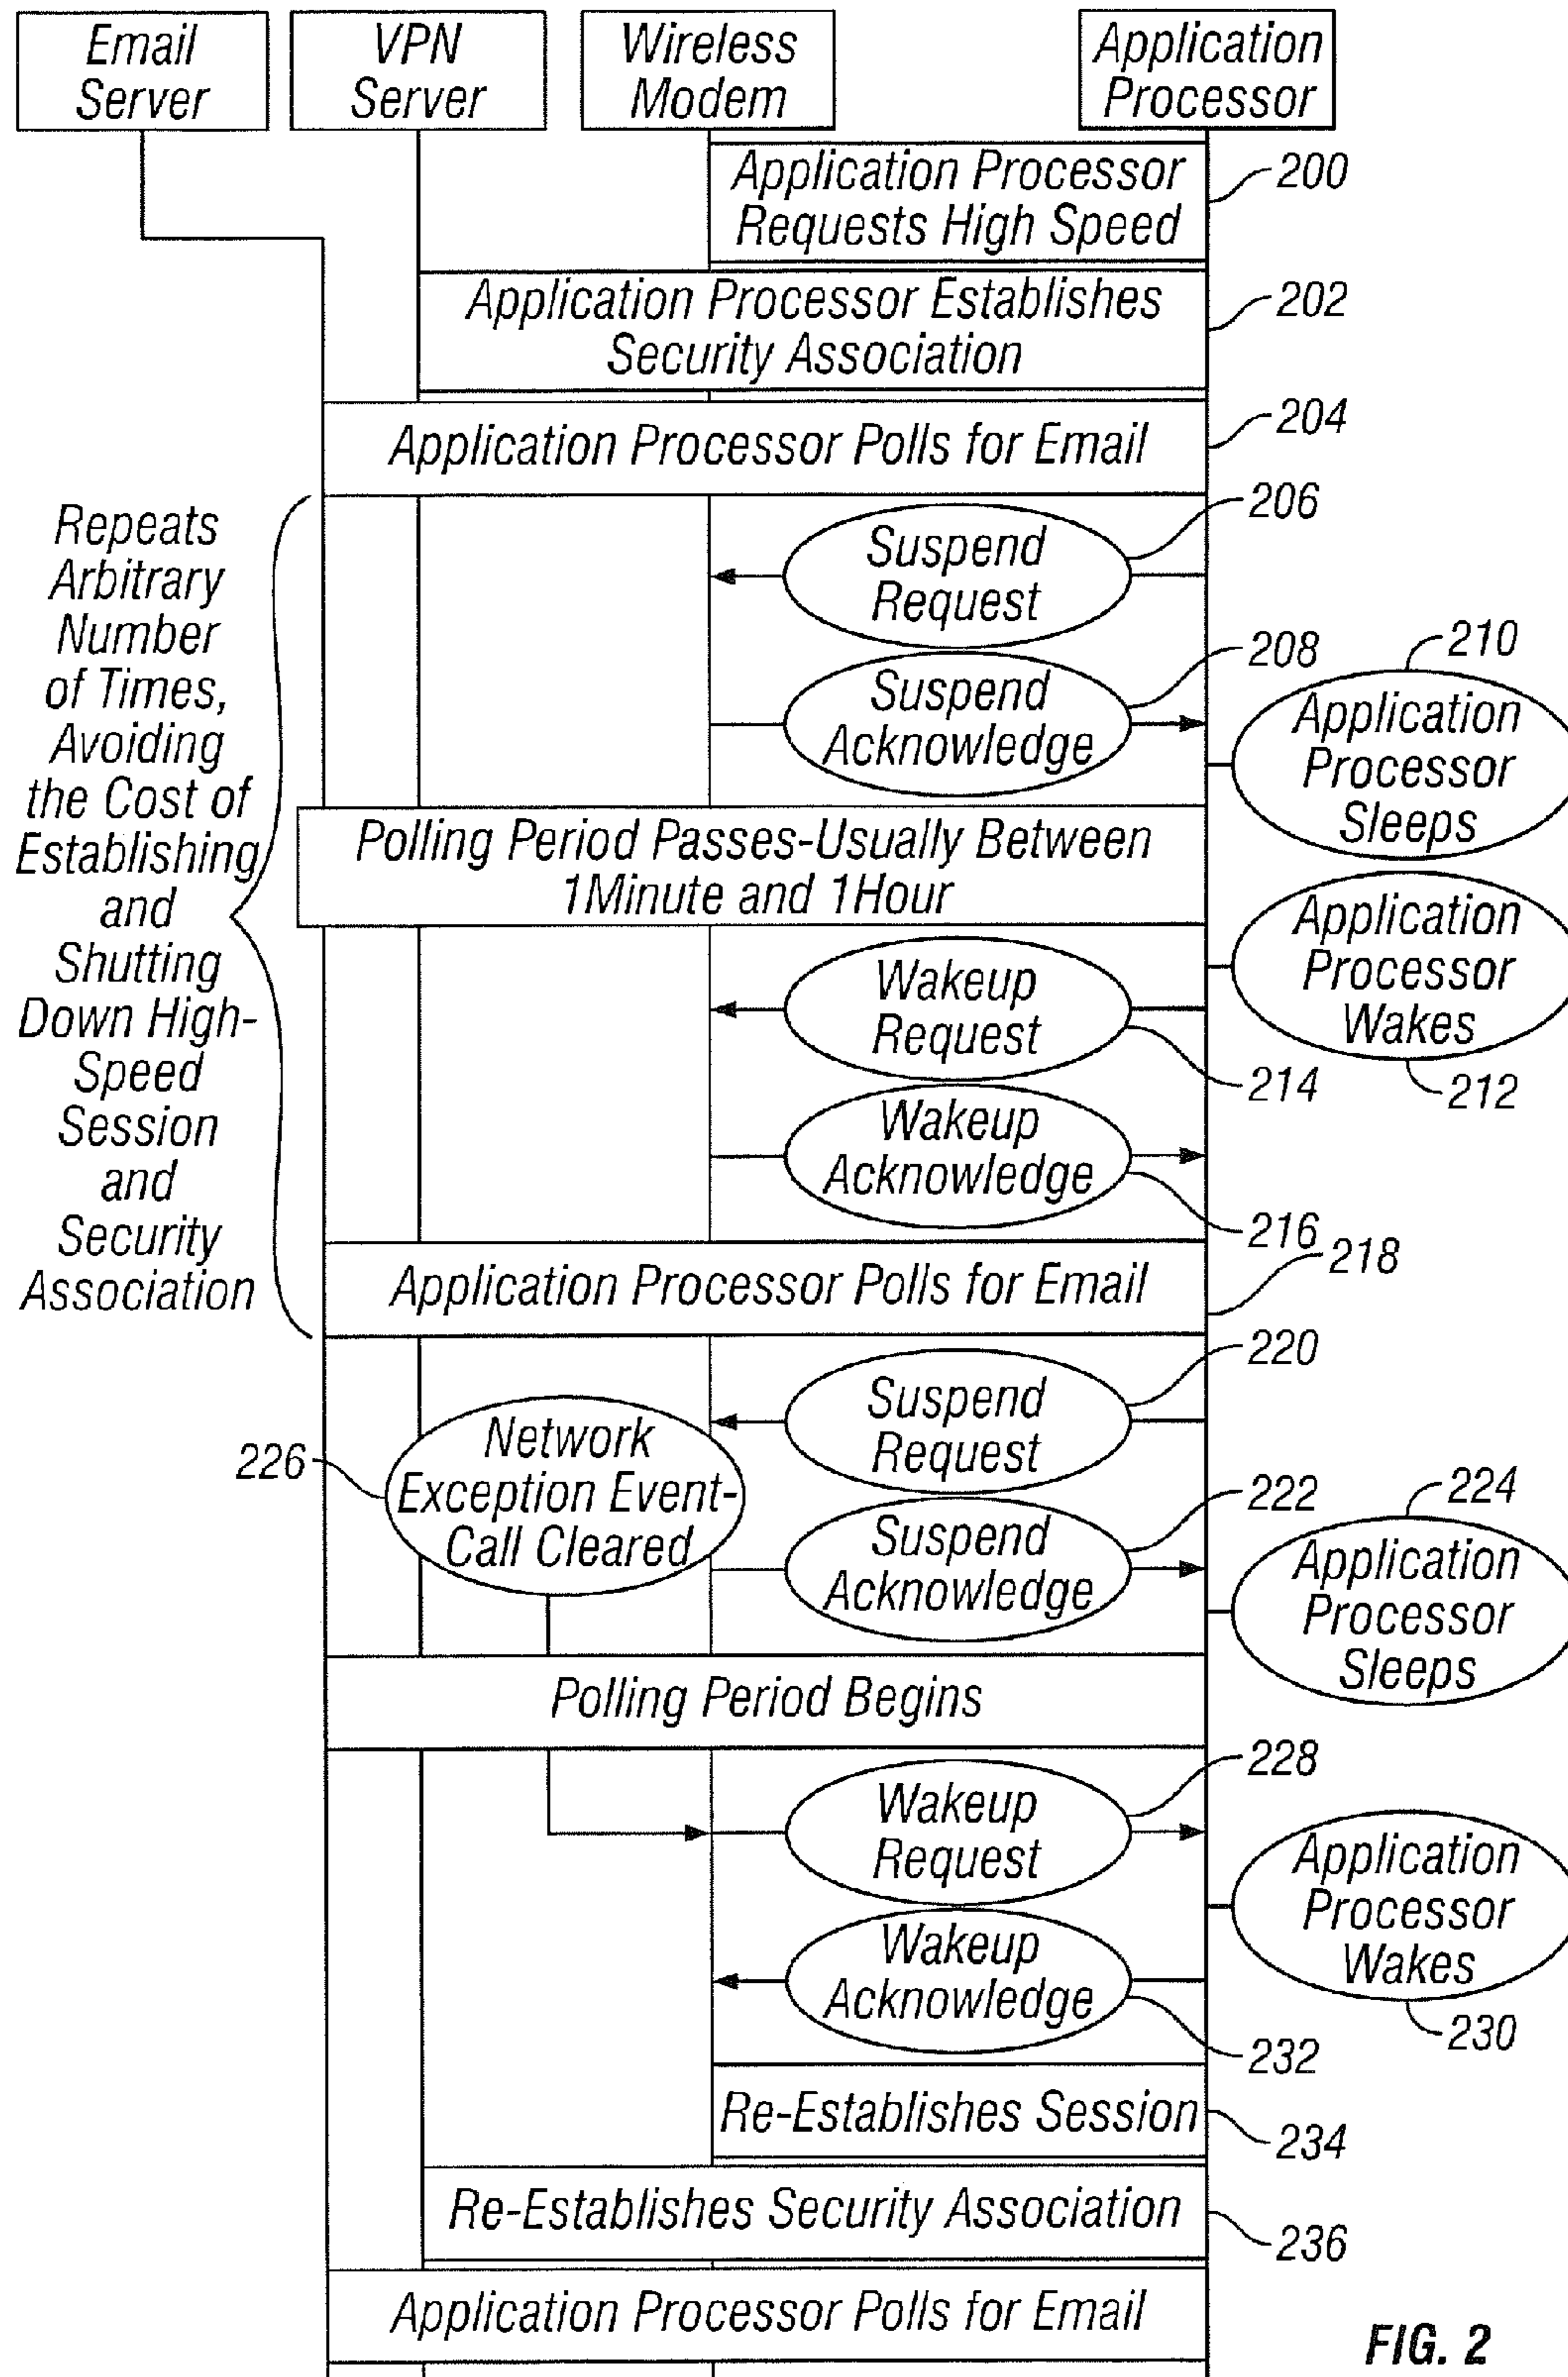 Email
Server
VPN
Server
Wireless
Modem
Application
Processor
Application Processor
Requests High Speed
200
Application Processor Establishes
Security Association
202
Application Processor Polls for Email
204
Repeats
Arbitrary
Number
of Times,
Avoiding
the Cost of
Establishing
and
Shutting
Down High-
Speed
Session
and
Security
Association
Suspend
Request
206
Suspend
Acknowledge
208
210
Application
Processor
Sleeps
Polling Period Passes-Usually Between
1Minute and 1Hour
Application
Processor
Wakes
212
Wakeup
Request
214
Wakeup
Acknowledge
216
Application Processor Polls for Email
218
Suspend
Request
220
226
Network
Exception Event-
Call Cleared
Suspend
Acknowledge
222
224
Application
Processor
Sleeps
Polling Period Begins
Wakeup
Request
228
Application
Processor
Wakes
230
Wakeup
Acknowledge
232
Re-Establishes Session
234
Re-Establishes Security Association
236
Application Processor Polls for Email
FIG. 2